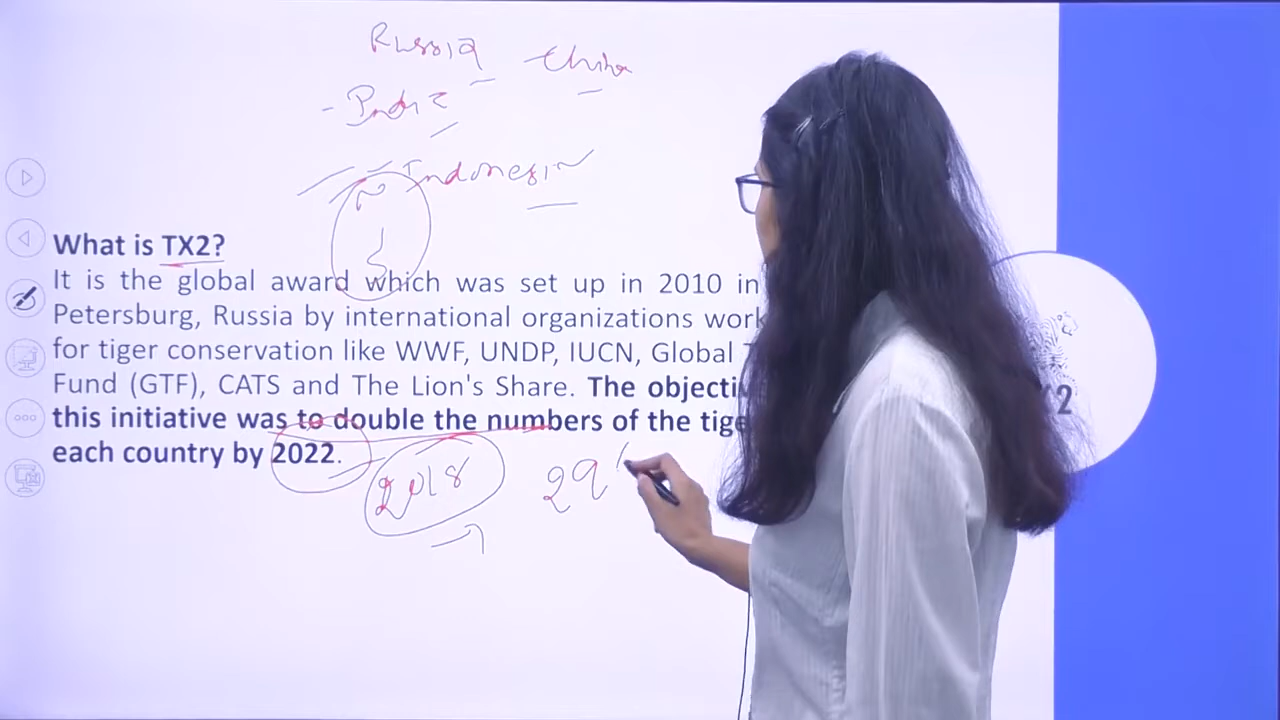 Russia China
- India
Indonesia
What is TX2?
It is the global award which was set up in 2010 in
Petersburg, Russia by international organizations work
for tiger conservation like WWF, UNDP, IUCN, Global
Fund (GTF), CATS and The Lion's Share. The objecti
this initiative was to double the numbers of the tige
each country by 2022.
2018 29
2